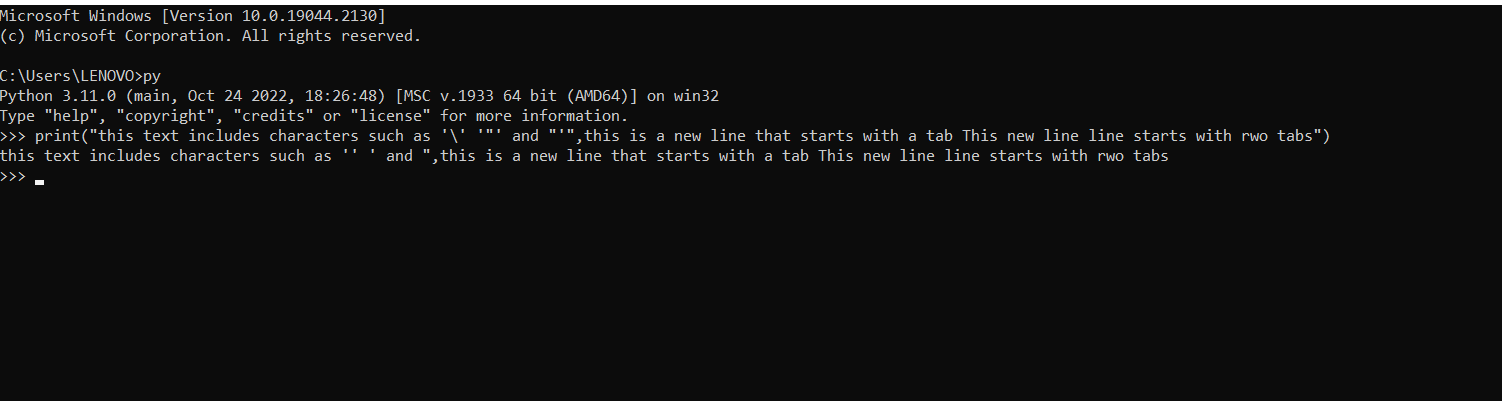 Microsoft Windows [Version 10.0.19044.2130]
(c) Microsoft Corporation. All rights reserved.
C:\Users\LENOVO>py
Python 3.11.0 (main, Oct 24 2022, 18:26:48) [MSC v.1933 64 bit (AMD64)] on win32
Type "help", "copyright", "credits" or "license" for more information.
>>> print("this text includes characters such as '\' '"' and "'",this is a new line that starts with a tab This new line line starts with rwo tabs")
this text includes characters such as '' ' and ",this is a new line that starts with a tab This new line line starts with rwo tabs
>>>